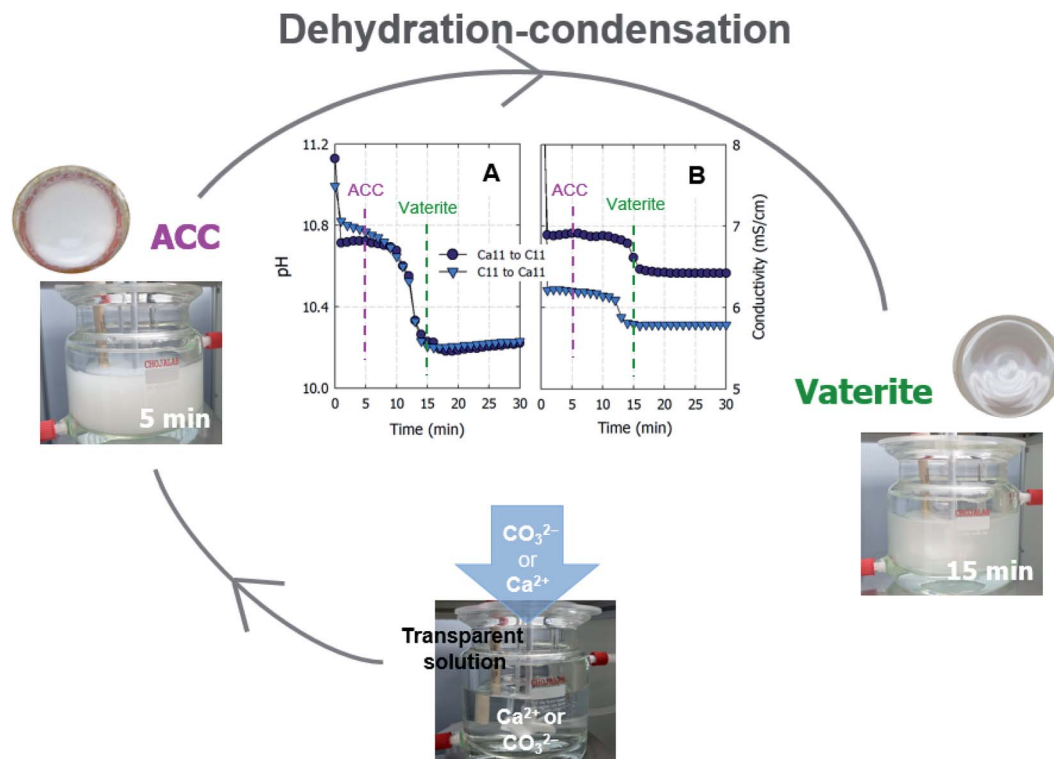 Dehydration-condensation
11.2
10.8
10.4
10.0
pH
A
ACC
Vaterite
Ca11 to C11
C11 to Ca11
0 5 10 15 20 25 30
Time (min)
B
ACC
Vaterite
8
7
6
5
Conductivity (mS/cm)
0 5 10 15 20 25 30
Time (min)
ACC
CHOJALAB
5 min
Vaterite
15 min
CO₃²⁻
or
Ca²⁺
Transparent
solution
Ca²⁺ or
CO₃²⁻